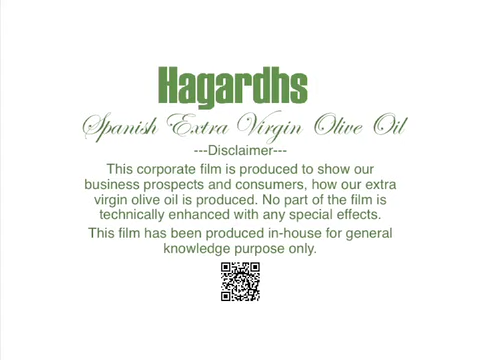 Hagardhs
Spanish Extra Virgin Olive Oil
---Disclaimer---
This corporate film is produced to show our
business prospects and consumers, how our extra
virgin olive oil is produced. No part of the film is
technically enhanced with any special effects.
This film has been produced in-house for general
knowledge purpose only.